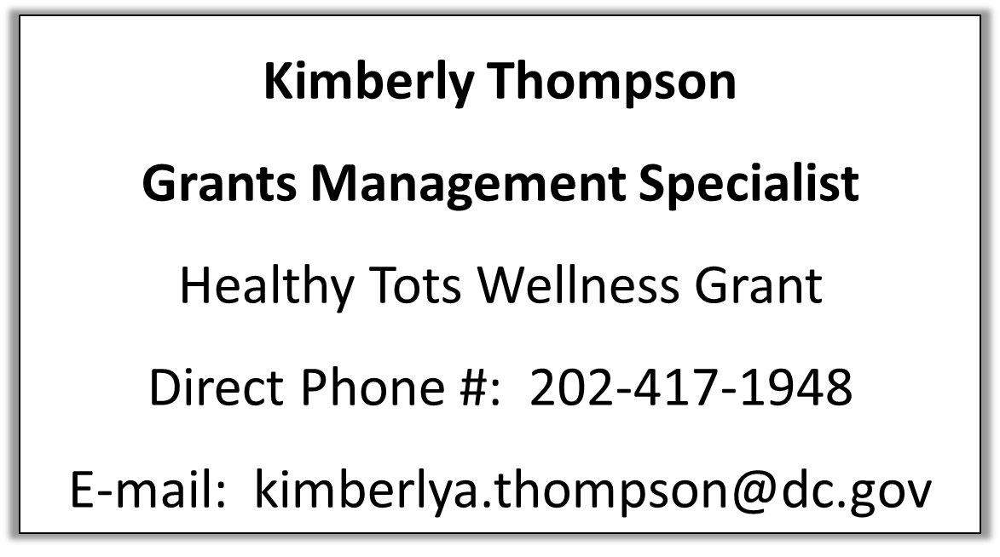 Kimberly Thompson
Grants Management Specialist
Healthy Tots Wellness Grant
Direct Phone #:  202-417-1948
E-mail:  kimberlya.thompson@dc.gov